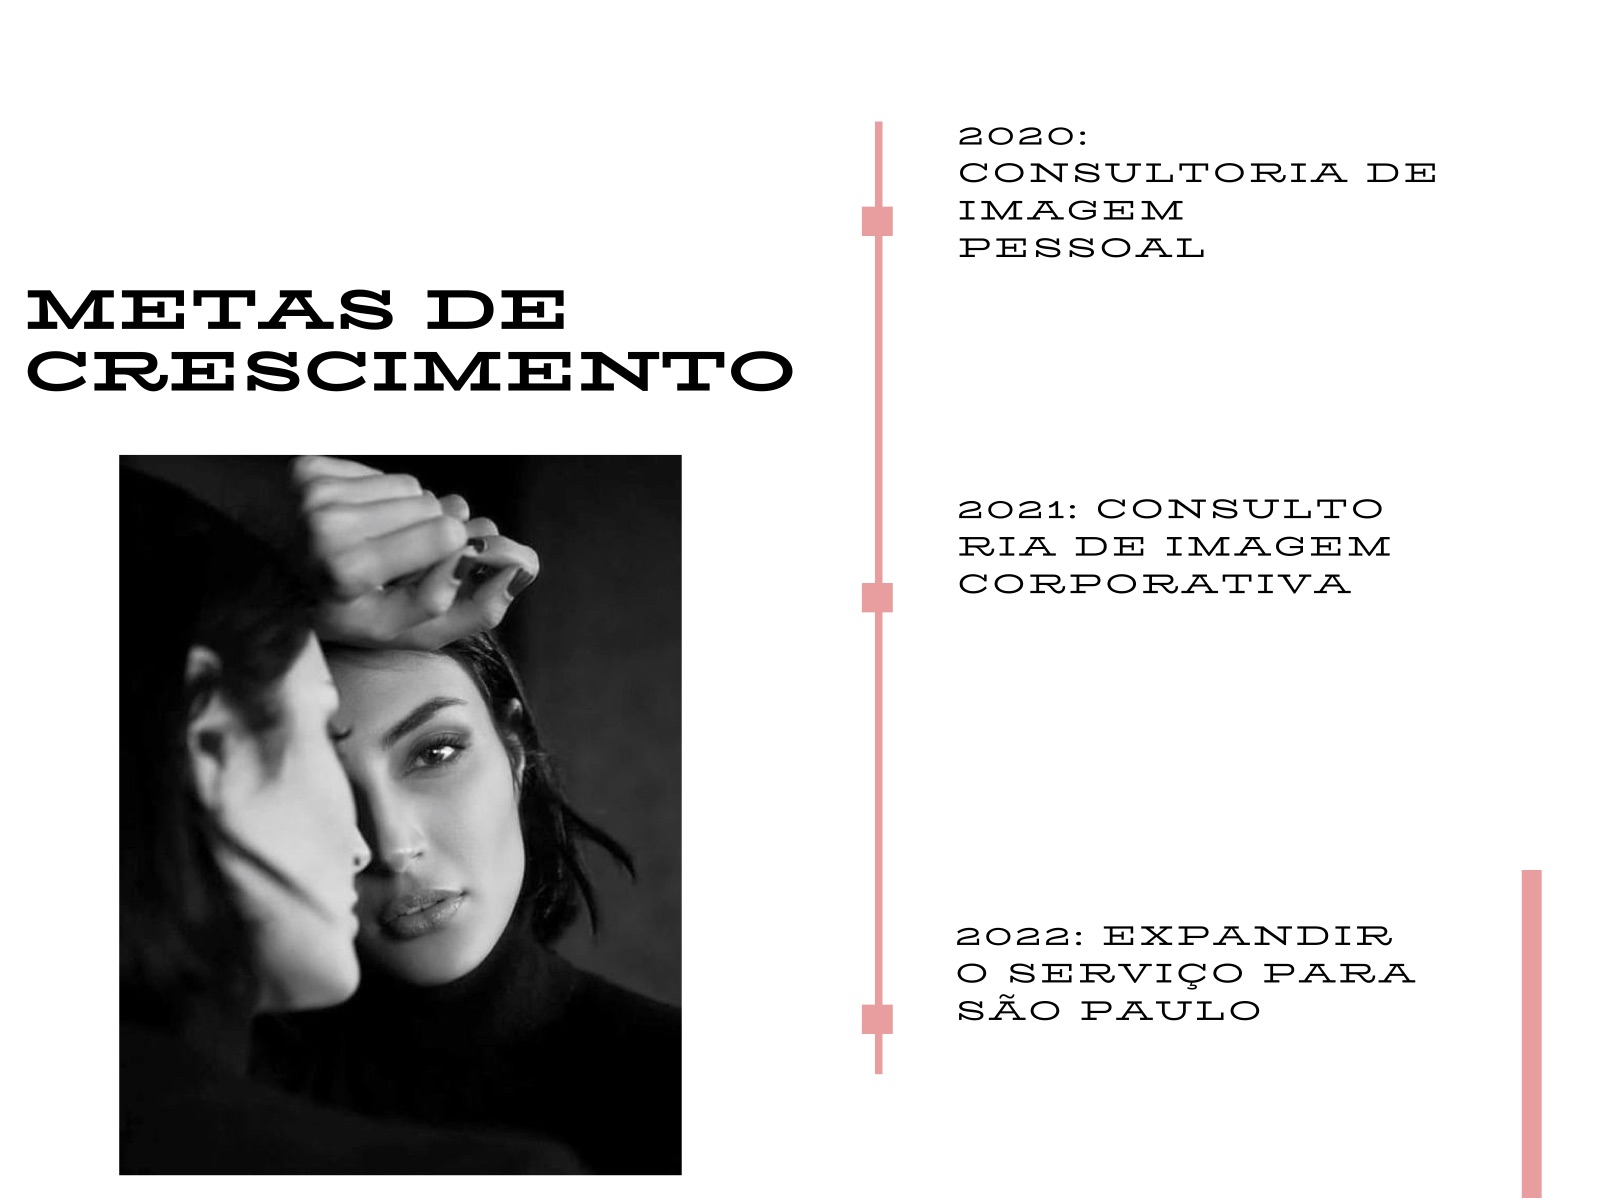 METAS DE
CRESCIMENTO
2020:
CONSULTORIA DE
IMAGEM
PESSOAL
2021: CONSULTO
RIA DE IMAGEM
CORPORATIVA
2022: EXPANDIR
O SERVIÇO PARA
SÃO PAULO